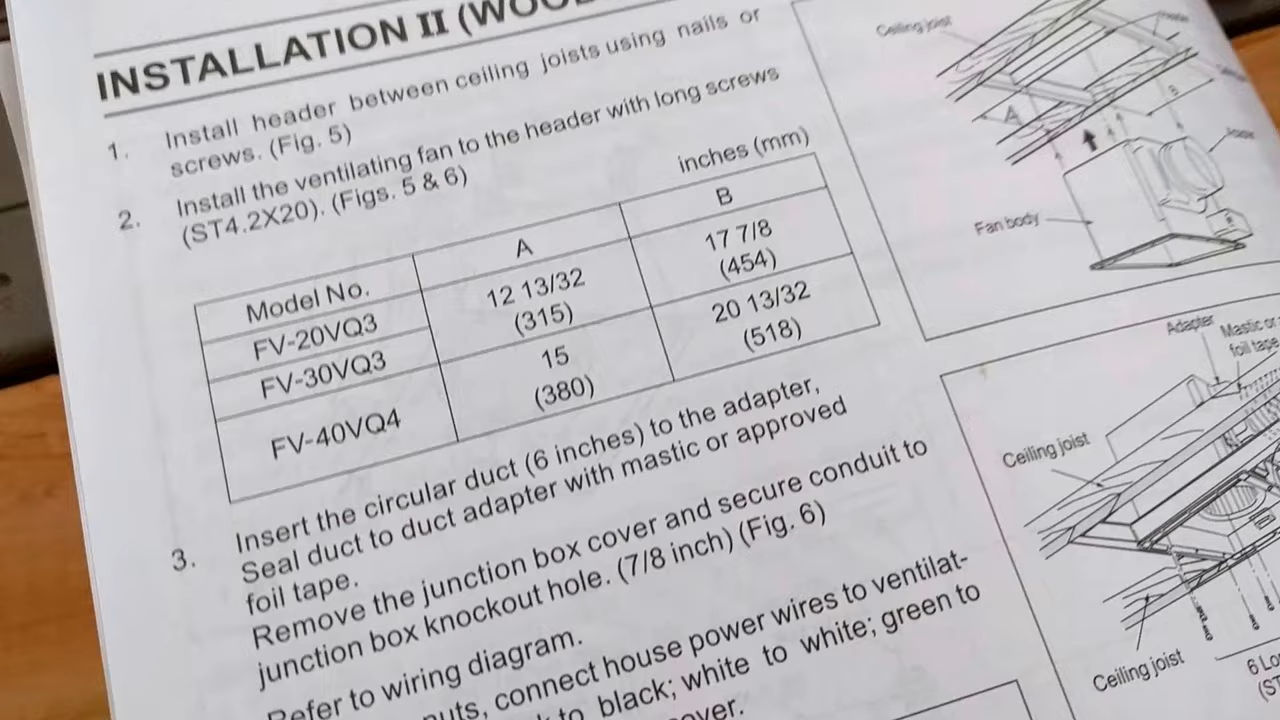 INSTALLATION II (WOOD
1. Install header between ceiling joists using nails or
screws. (Fig. 5)
2. Install the ventilating fan to the header with long screws
(ST4.2X20). (Figs. 5 & 6)
inches (mm)
Model No. A B
FV-20VQ3
FV-30VQ3
12 13/32
(315)
17 7/8
(454)
FV-40VQ4
15
(380)
20 13/32
(518)
3. Insert the circular duct (6 inches) to the adapter,
Seal duct to duct adapter with mastic or approved
foil tape.
Remove the junction box cover and secure conduit to
junction box knockout hole. (7/8 inch) (Fig. 6)
Refer to wiring diagram.
nuts, connect house power wires to ventilat-
to black; white to white; green to
Ceiling joist
A
B
Fan body
Adapter
Mastic or
foil tape
Ceiling joist
Ceiling joist
6 Lo
(ST